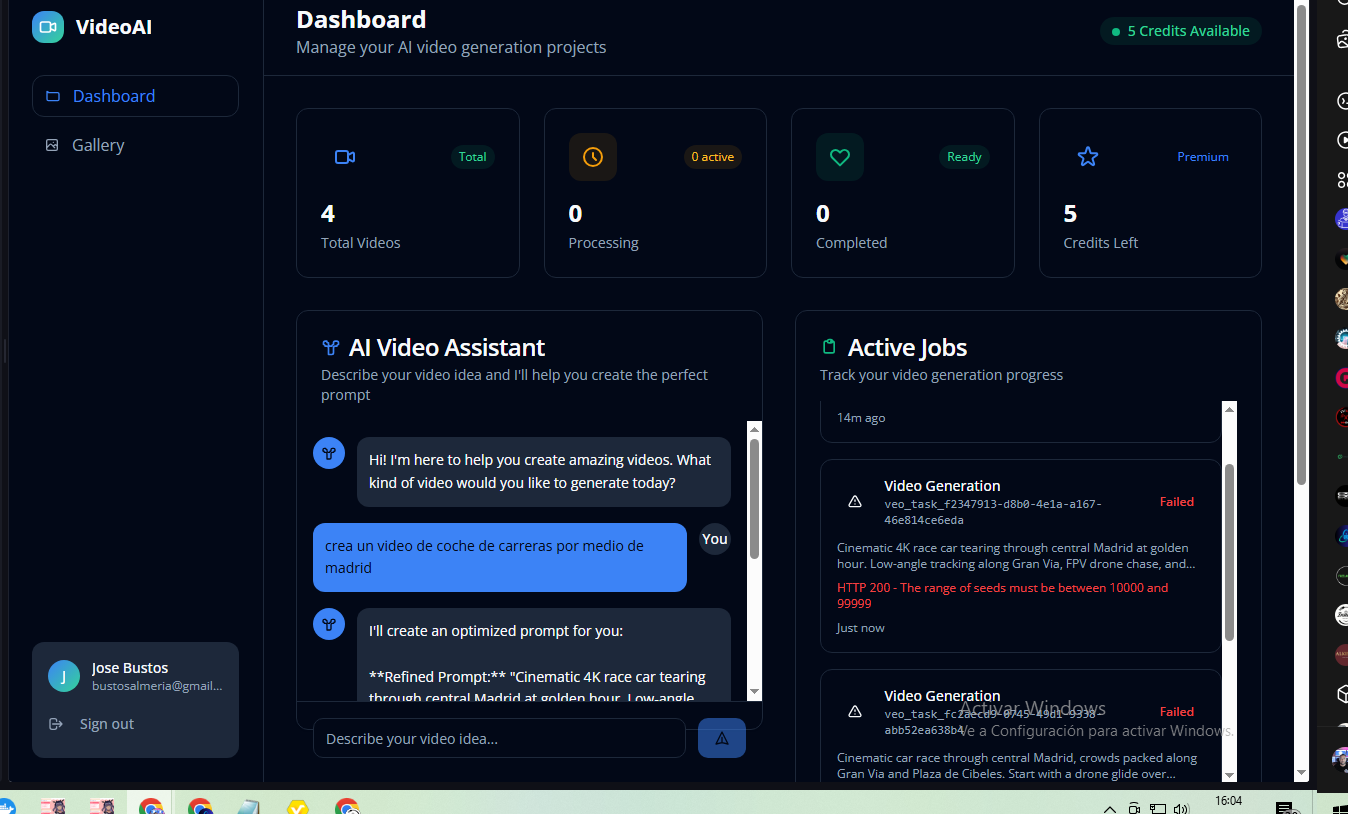 VideoAI
Dashboard
Gallery
Jose Bustos
bustosalmeria@gmail...
J
Sign out
Dashboard
Manage your AI video generation projects
5 Credits Available
Total
4
Total Videos
0 active
0
Processing
Ready
0
Completed
Premium
5
Credits Left
AI Video Assistant
Describe your video idea and I'll help you create the perfect
prompt
Hi! I'm here to help you create amazing videos. What
kind of video would you like to generate today?
crea un video de coche de carreras por medio de
madrid
You
I'll create an optimized prompt for you:
**Refined Prompt:** "Cinematic 4K race car tearing
through central Madrid at golden hour. Low-angle
Describe your video idea...
Active Jobs
Track your video generation progress
14m ago
Video Generation
veo_task_f2347913-d8b0-4e1a-a167-
46e814ce6eda
Failed
Cinematic 4K race car tearing through central Madrid at golden
hour. Low-angle tracking along Gran Via, FPV drone chase, and...
HTTP 200 - The range of seeds must be between 10000 and
99999
Just now
Video Generation
veo_task_fc2aecd9-0745-49d1-9338-
abb52ea638b4
Failed
Cinematic car race through central Madrid, crowds packed along
Gran Via and Plaza de Cibeles. Start with a drone glide over...
Activar Windows
Ve a Configuración para activar Windows.
16:04